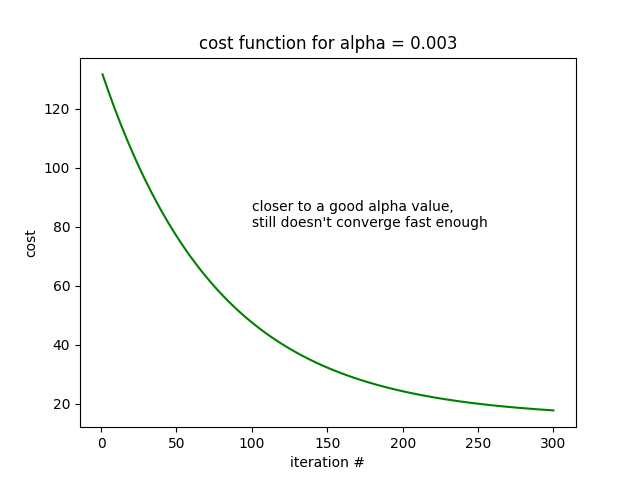 cost function for alpha = 0.003
120
100
80
60
40
20
cost
closer to a good alpha value,
still doesn't converge fast enough
0 50 100 150 200 250 300
iteration #